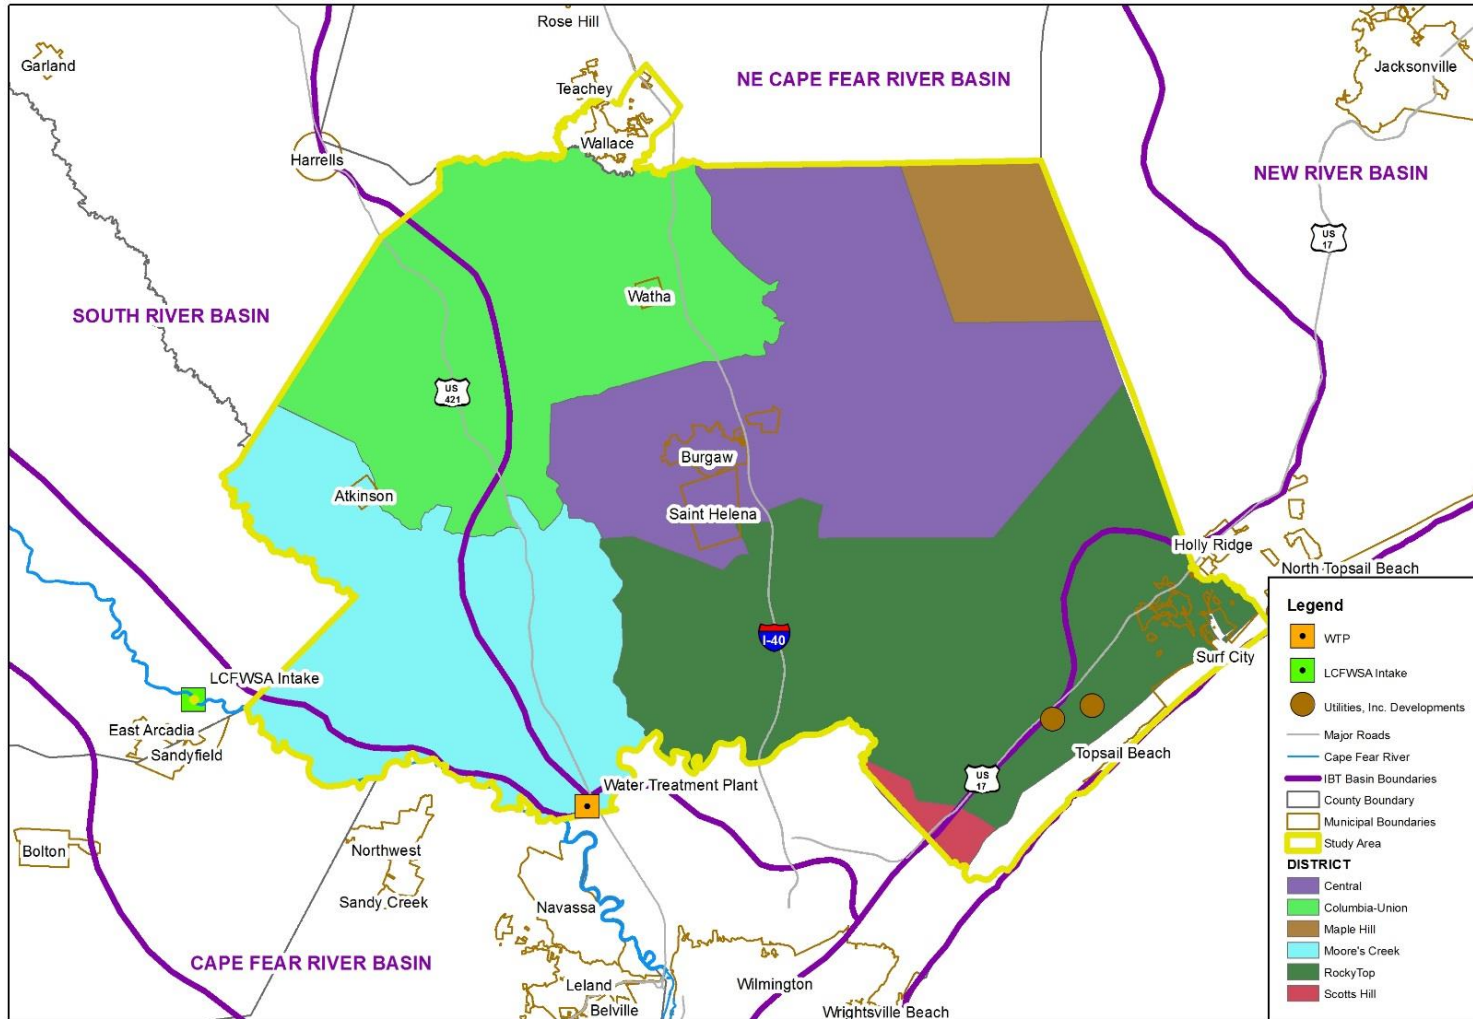 Rose Hill
Garland
Jacksonville
NE CAPE FEAR RIVER BASIN
Teachey
Wallace
Harrells
NEW RIVER BASIN
US
17
Watha
SOUTH RIVER BASIN
US
421
Burgaw
Atkinson
Saint Helena
Holly Ridge
North Topsail Beach
I-40
Surf City
LCFWSA Intake
East Arcadia
Sandyfield
Topsail Beach
US
17
Water Treatment Plant
Bolton
Northwest
Sandy Creek
Navassa
CAPE FEAR RIVER BASIN
Leland
Belville
Wilmington
Wrightsville Beach
Legend
WTP
LCFWSA Intake
Utilities, Inc. Developments
Major Roads
Cape Fear River
IBT Basin Boundaries
County Boundary
Municipal Boundaries
Study Area
DISTRICT
Central
Columbia-Union
Maple Hill
Moore's Creek
RockyTop
Scotts Hill